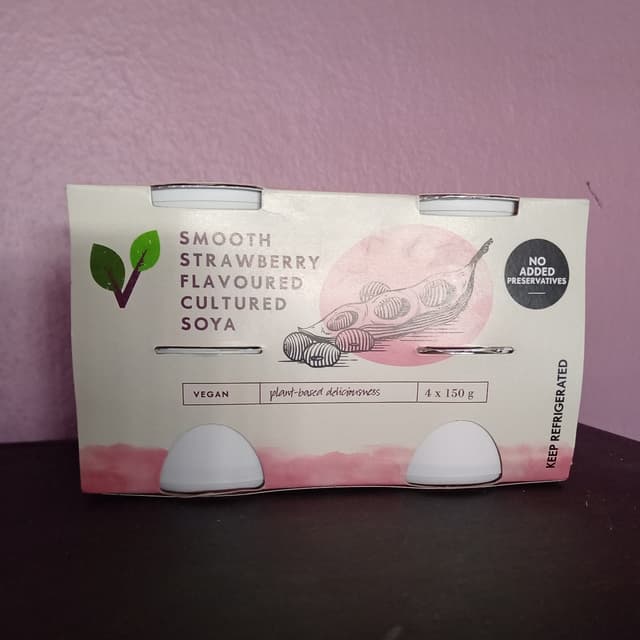 SMOOTH
STRAWBERRY
FLAVOURED
CULTURED
SOYA
NO
ADDED
PRESERVATIVES
VEGAN
plant-based deliciousness
4 x 150 g
KEEP REFRIGERATED